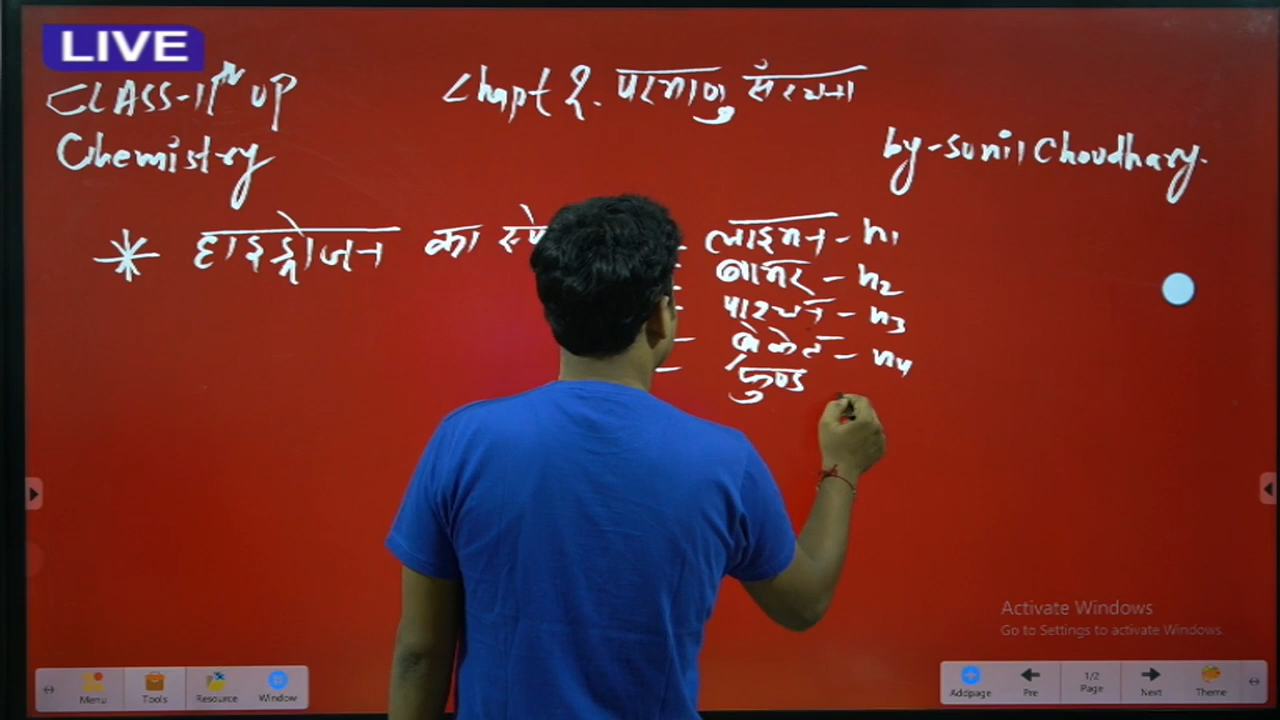 LIVE
CLASS-11th UP
Chapt 2. परमाणु संरचना
Chemistry
by-Sunil Choudhary.
* हाइड्रोजन का
लाइमन - n1
बामर - n2
पाश्चन - n3
ब्रेकेट - n4
फुण्ड
Activate Windows
Go to Settings to activate Windows.
Menu
Tools
Resource
Window
Addpage
Pre
1/2
Page
Next
Theme